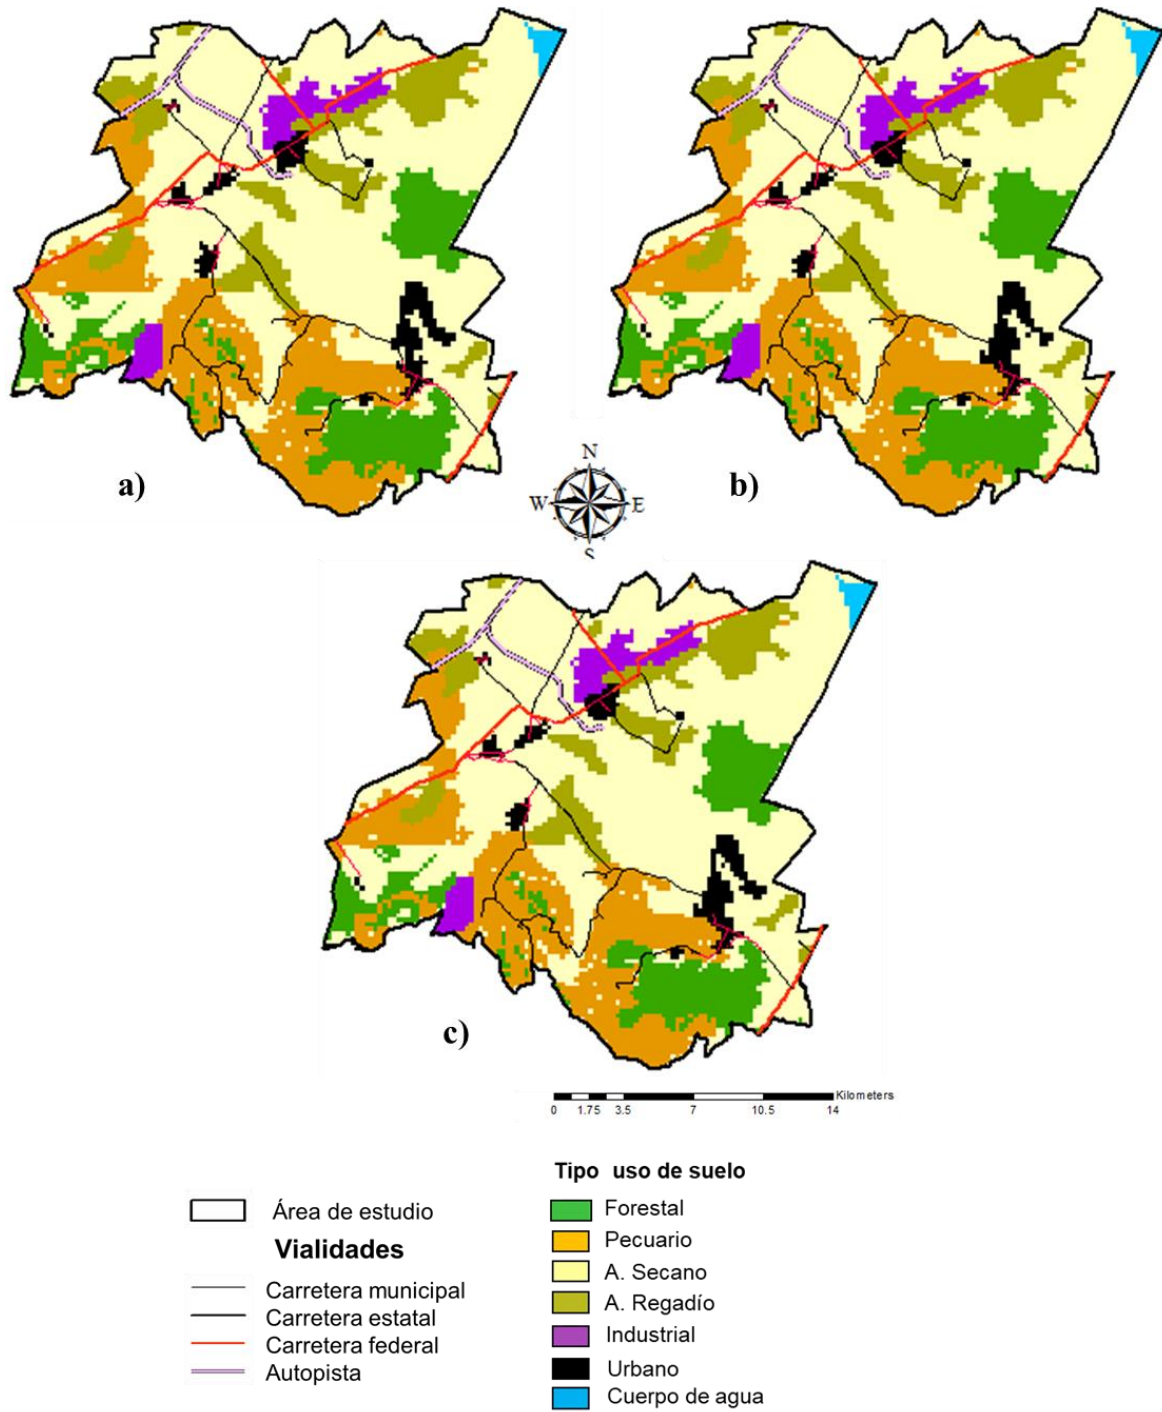 a)
b)
N
W E
S
c)
Kilometers
0 1.75 3.5 7 10.5 14
Tipo uso de suelo
Área de estudio
Vialidades
Carretera municipal
Carretera estatal
Carretera federal
Autopista
Forestal
Pecuario
A. Secano
A. Regadío
Industrial
Urbano
Cuerpo de agua